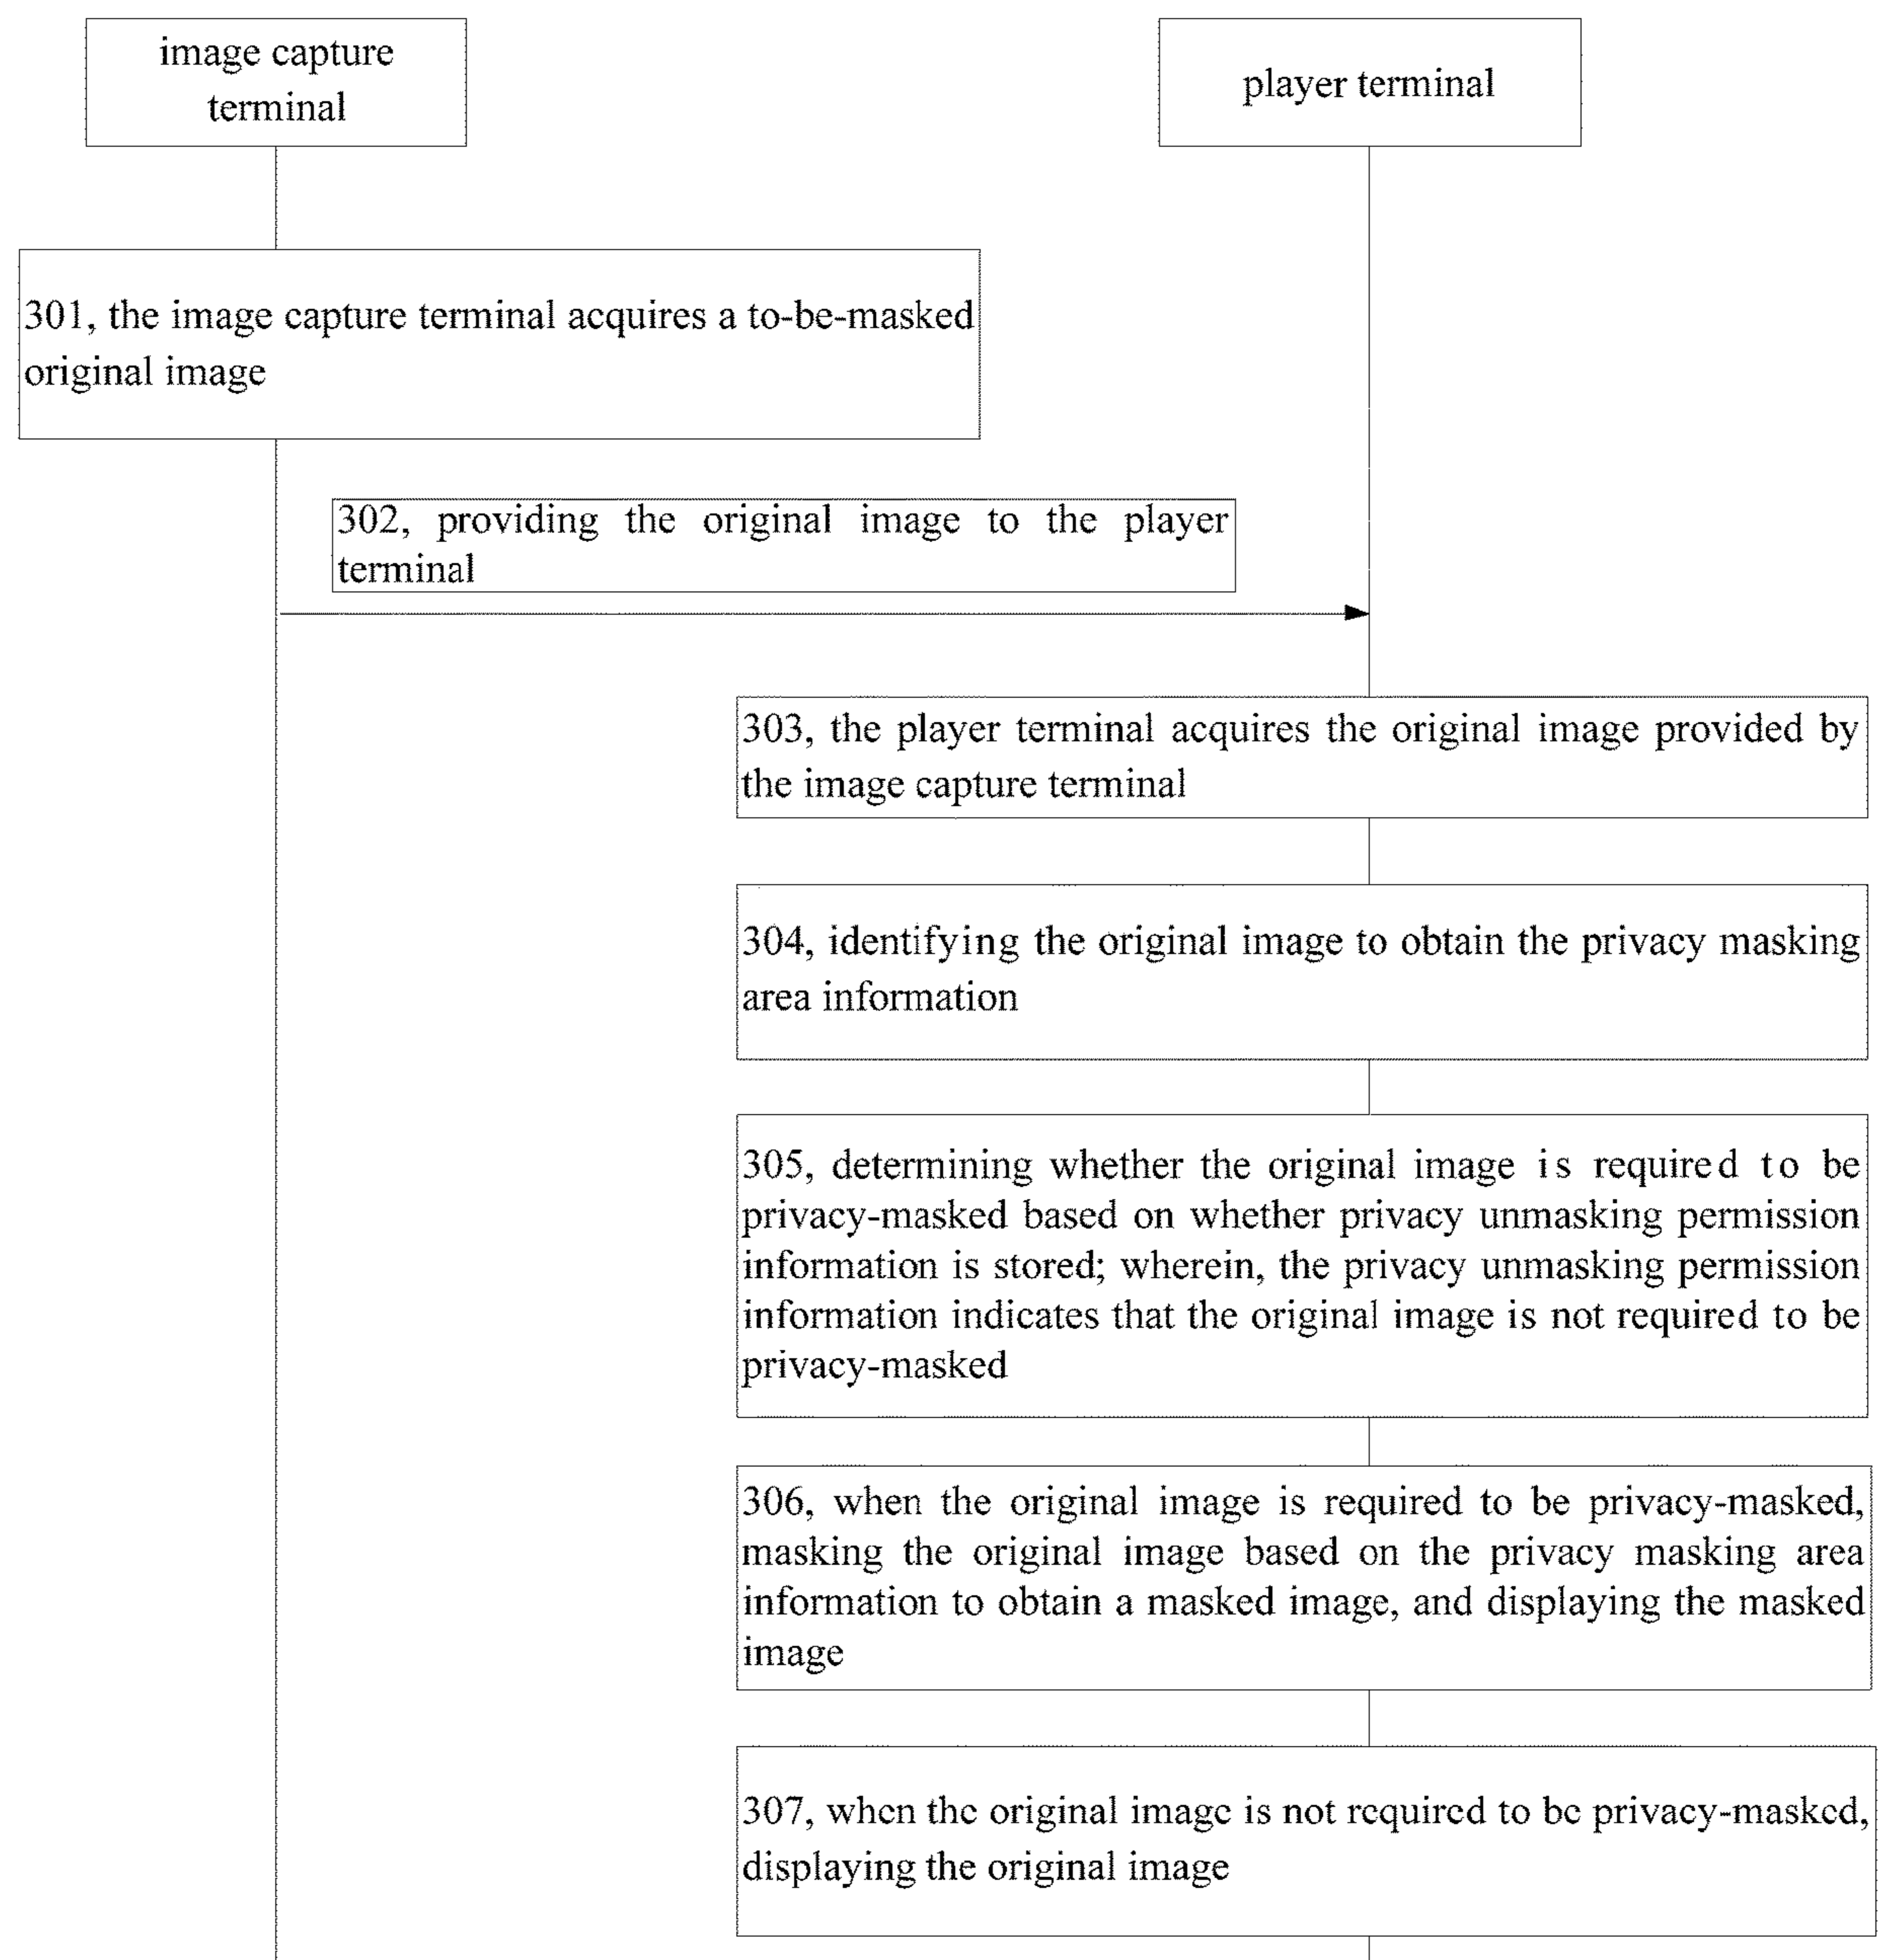 image capture
terminal
player terminal
301, the image capture terminal acquires a to-be-masked
original image
302, providing the original image to the player
terminal
303, the player terminal acquires the original image provided by
the image capture terminal
304, identifying the original image to obtain the privacy masking
area information
305, determining whether the original image is required to be
privacy-masked based on whether privacy unmasking permission
information is stored; wherein, the privacy unmasking permission
information indicates that the original image is not required to be
privacy-masked
306, when the original image is required to be privacy-masked,
masking the original image based on the privacy masking area
information to obtain a masked image, and displaying the masked
image
307, when the original image is not required to be privacy-masked,
displaying the original image